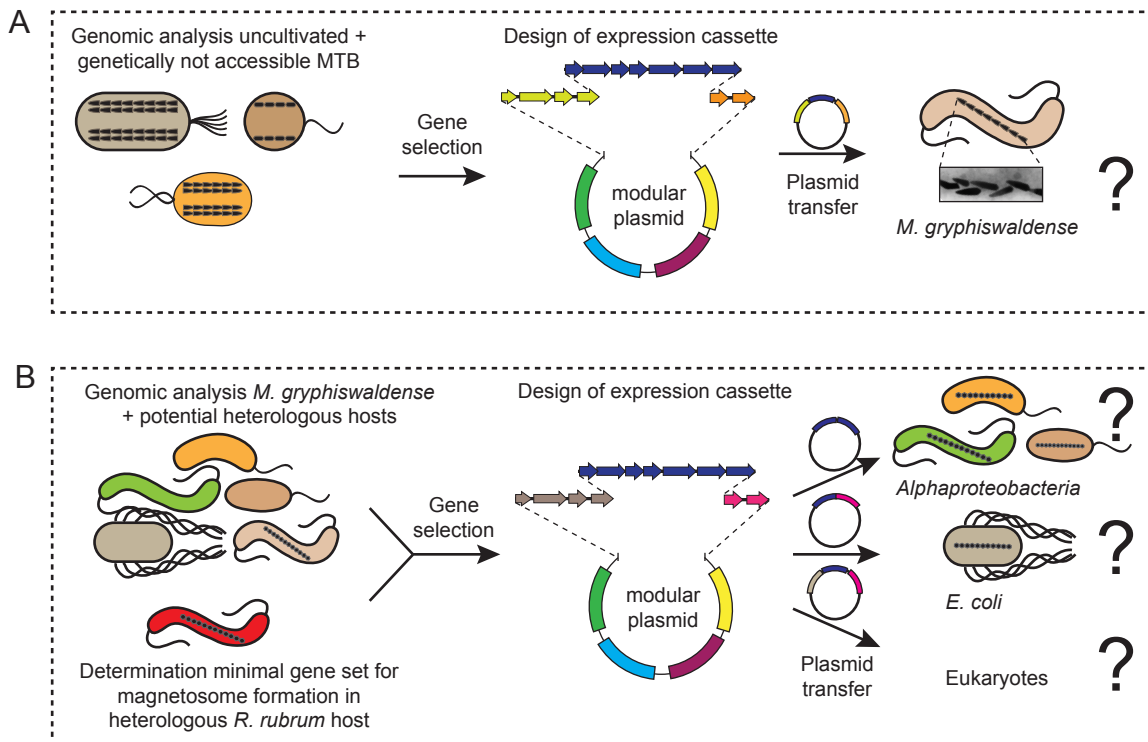 A
Genomic analysis uncultivated +
genetically not accessible MTB
Gene
selection
Design of expression cassette
modular
plasmid
Plasmid
transfer
M. gryphiswaldense
?
B
Genomic analysis M. gryphiswaldense
+ potential heterologous hosts
Determination minimal gene set for
magnetosome formation in
heterologous R. rubrum host
Gene
selection
Design of expression cassette
modular
plasmid
Plasmid
transfer
Alphaproteobacteria
?
E. coli
?
Eukaryotes
?